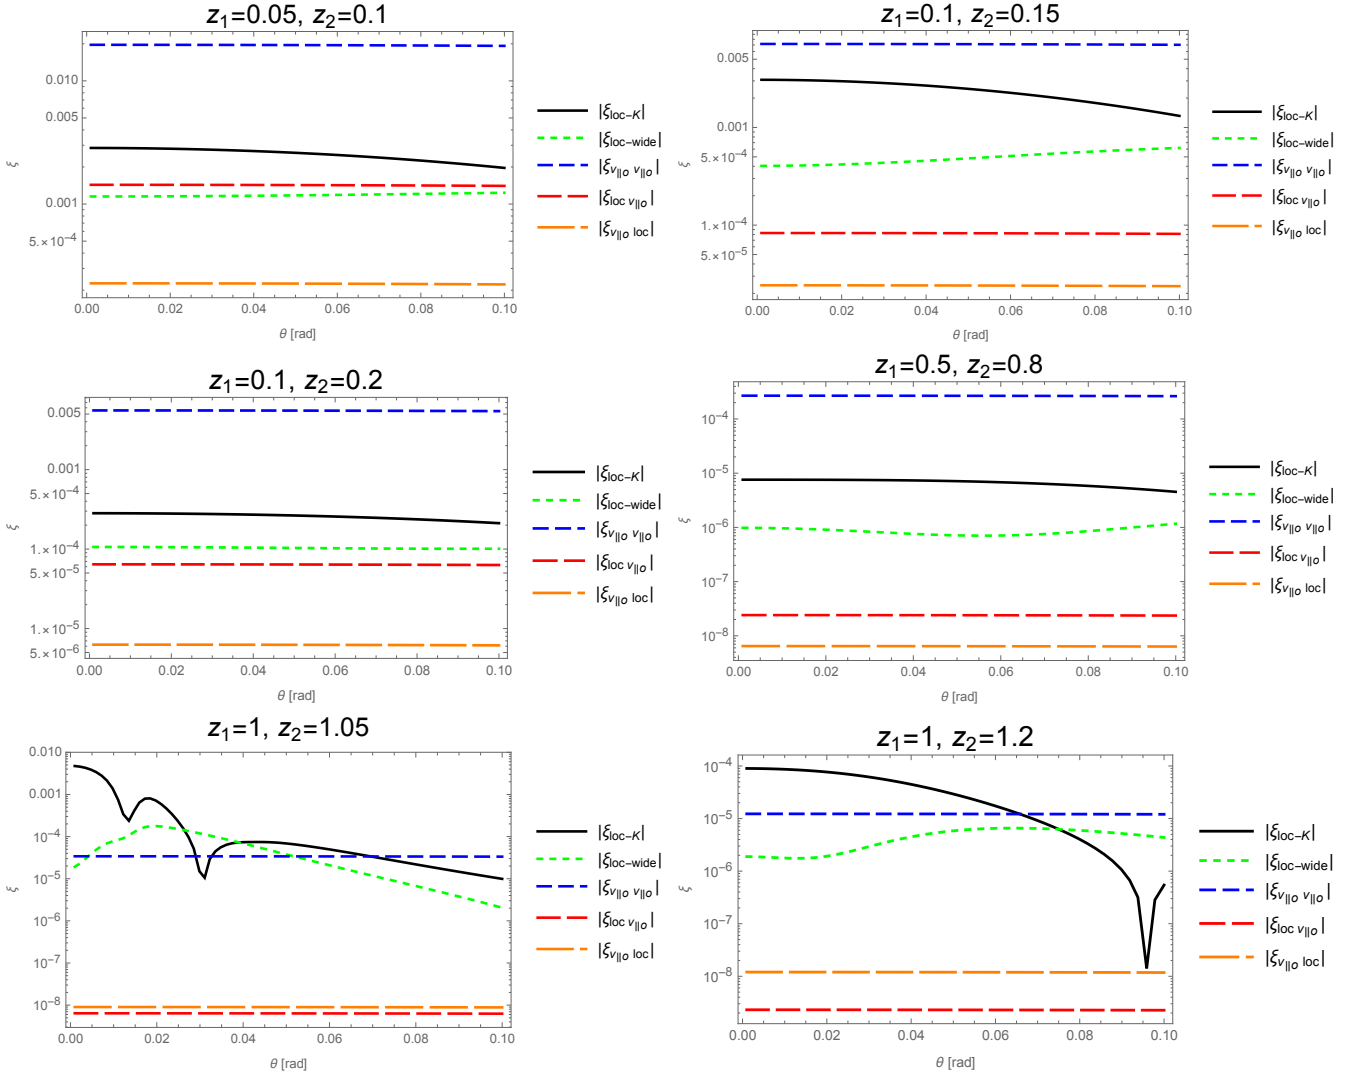 z₁=0.05, z₂=0.1
0.010
0.005
0.001
5.×10⁻⁴
ξ
0.00 0.02 0.04 0.06 0.08 0.10
θ [rad]
|ξloc−K|
|ξloc−wide|
|ξv∥o v∥o|
|ξloc v∥o|
|ξv∥o loc|
z₁=0.1, z₂=0.15
0.005
0.001
5.×10⁻⁴
1.×10⁻⁴
5.×10⁻⁵
ξ
0.00 0.02 0.04 0.06 0.08 0.10
θ [rad]
|ξloc−K|
|ξloc−wide|
|ξv∥o v∥o|
|ξloc v∥o|
|ξv∥o loc|
z₁=0.1, z₂=0.2
0.005
0.001
5.×10⁻⁴
1.×10⁻⁴
5.×10⁻⁵
1.×10⁻⁵
5.×10⁻⁶
ξ
0.00 0.02 0.04 0.06 0.08 0.10
θ [rad]
|ξloc−K|
|ξloc−wide|
|ξv∥o v∥o|
|ξloc v∥o|
|ξv∥o loc|
z₁=0.5, z₂=0.8
10⁻⁴
10⁻⁵
10⁻⁶
10⁻⁷
10⁻⁸
ξ
0.00 0.02 0.04 0.06 0.08 0.10
θ [rad]
|ξloc−K|
|ξloc−wide|
|ξv∥o v∥o|
|ξloc v∥o|
|ξv∥o loc|
z₁=1, z₂=1.05
0.010
0.001
10⁻⁴
10⁻⁵
10⁻⁶
10⁻⁷
10⁻⁸
ξ
0.00 0.02 0.04 0.06 0.08 0.10
θ [rad]
|ξloc−K|
|ξloc−wide|
|ξv∥o v∥o|
|ξloc v∥o|
|ξv∥o loc|
z₁=1, z₂=1.2
10⁻⁴
10⁻⁵
10⁻⁶
10⁻⁷
10⁻⁸
ξ
0.00 0.02 0.04 0.06 0.08 0.10
θ [rad]
|ξloc−K|
|ξloc−wide|
|ξv∥o v∥o|
|ξloc v∥o|
|ξv∥o loc|